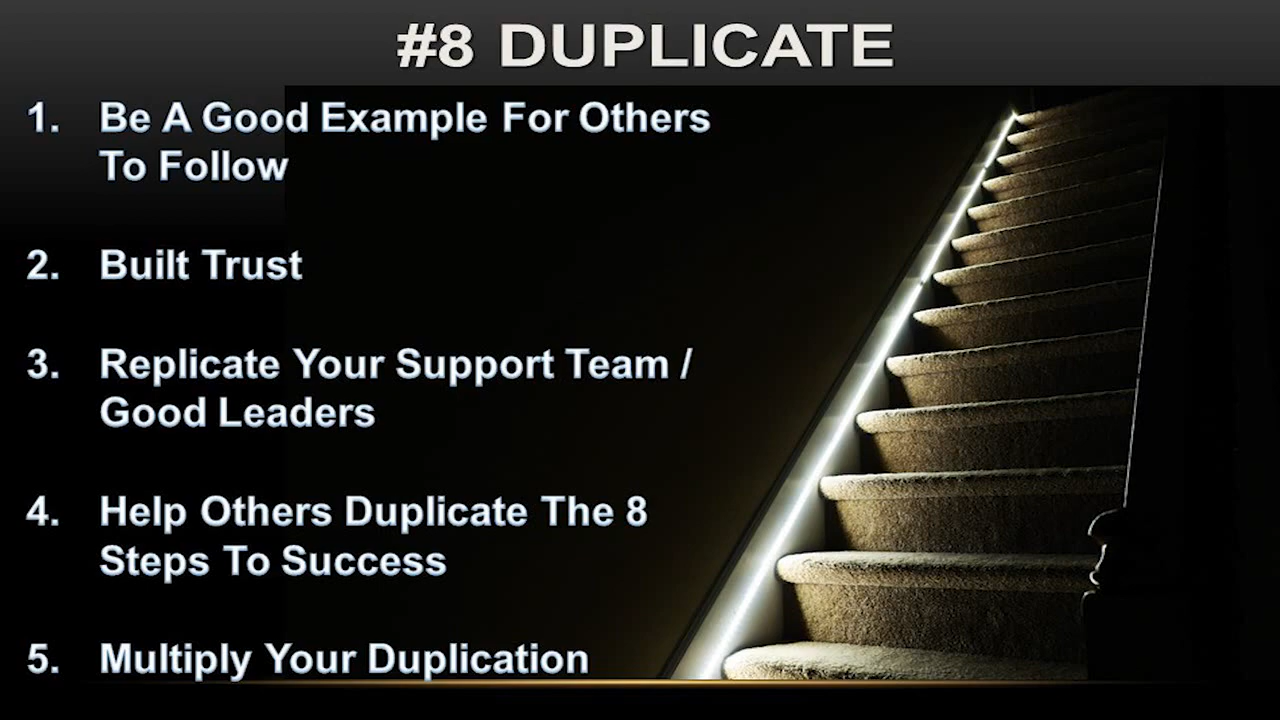 #8 DUPLICATE
1. Be A Good Example For Others
To Follow
2. Built Trust
3. Replicate Your Support Team /
Good Leaders
4. Help Others Duplicate The 8
Steps To Success
5. Multiply Your Duplication